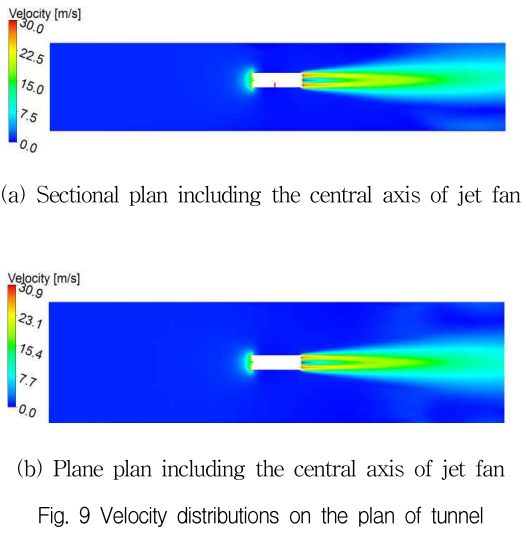 Velocity [m/s]
30.0
22.5
15.0
7.5
0.0
(a) Sectional plan including the central axis of jet fan
Velocity [m/s]
30.9
23.1
15.4
7.7
0.0
(b) Plane plan including the central axis of jet fan
Fig. 9 Velocity distributions on the plan of tunnel